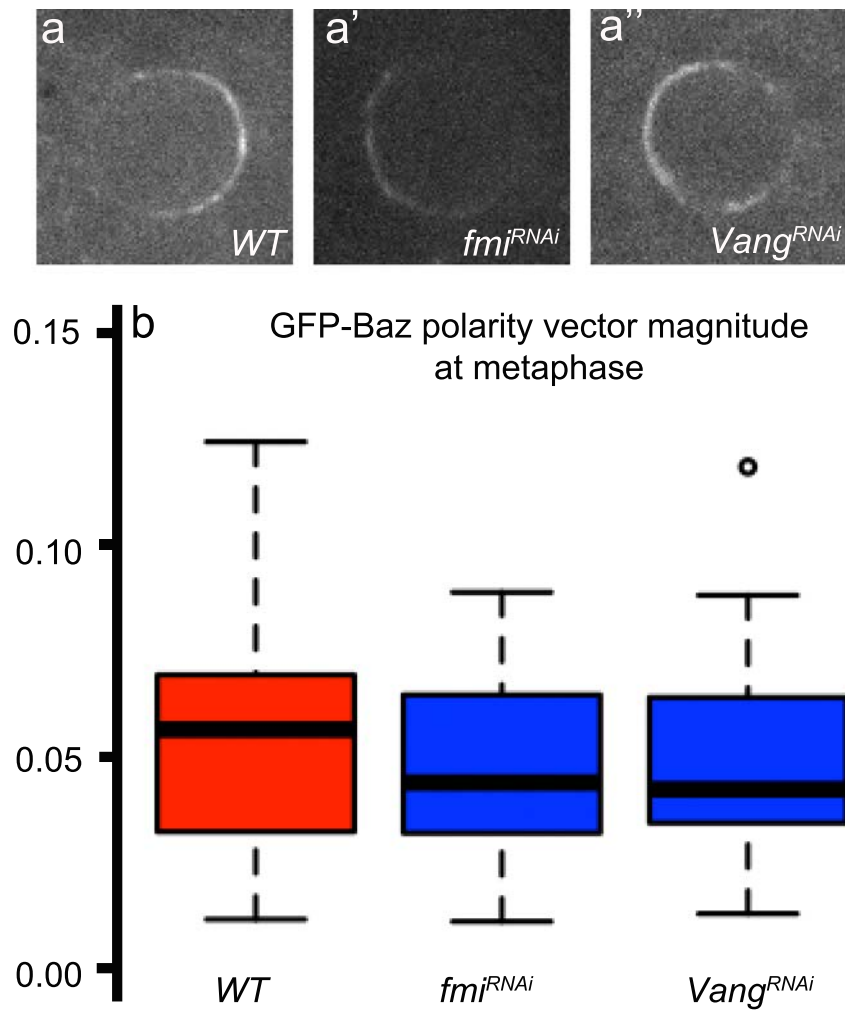 a
a’
a”
WT
fmiRNAi
VangRNAi
b
GFP-Baz polarity vector magnitude
at metaphase
0.15
0.10
0.05
0.00
WT
fmiRNAi
VangRNAi